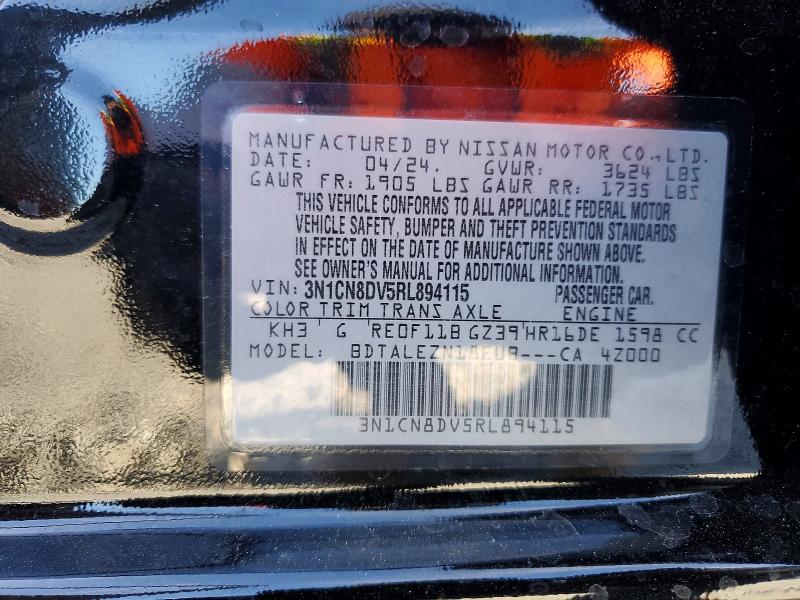 MANUFACTURED BY NISSAN MOTOR CO., LTD.
DATE: 04/24. GVWR: 3624 LBS
GAWR FR: 1905 LBS GAWR RR: 1735 LBS
THIS VEHICLE CONFORMS TO ALL APPLICABLE FEDERAL MOTOR
VEHICLE SAFETY, BUMPER AND THEFT PREVENTION STANDARDS
IN EFFECT ON THE DATE OF MANUFACTURE SHOWN ABOVE.
SEE OWNER'S MANUAL FOR ADDITIONAL INFORMATION.
VIN: 3N1CN8DV5RL894115 PASSENGER CAR.
COLOR TRIM TRANS AXLE ENGINE
KH3 G RE0F11B GZ39 HR16DE 1598 CC
MODEL: CA 4Z000
3N1CN8DV5RL894115